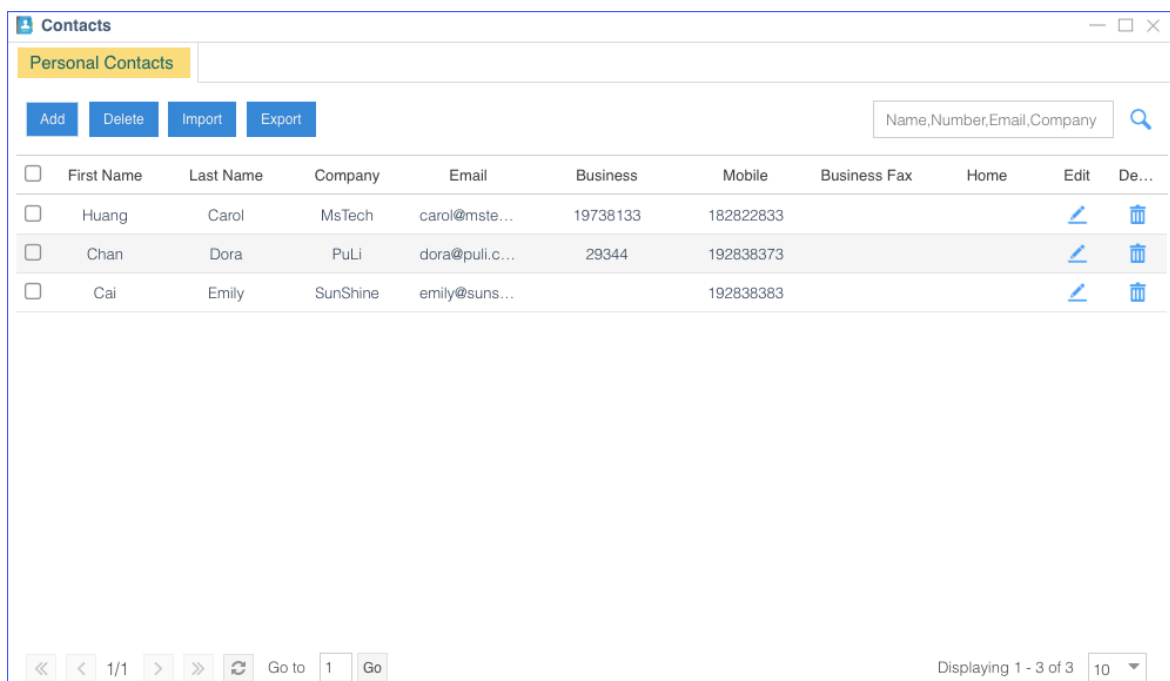 Contacts
Personal Contacts
Add Delete Import Export Name,Number,Email,Company
First Name Last Name Company Email Business Mobile Business Fax Home Edit De...
Huang Carol MsTech carol@mste... 19738133 182822833
Chan Dora PuLi dora@puli.c... 29344 192838373
Cai Emily SunShine emily@suns... 192838383
1/1 Go to 1 Go Displaying 1 - 3 of 3 10